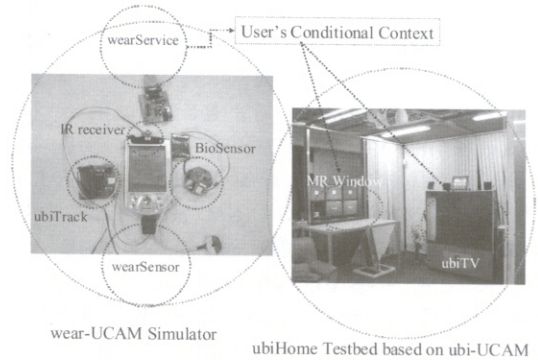 wearService
User's Conditional Context
IR receiver
BioSensor
MR Window
ubiTrack
ubiTV
wearSensor
wear-UCAM Simulator
ubiHome Testbed based on ubi-UCAM